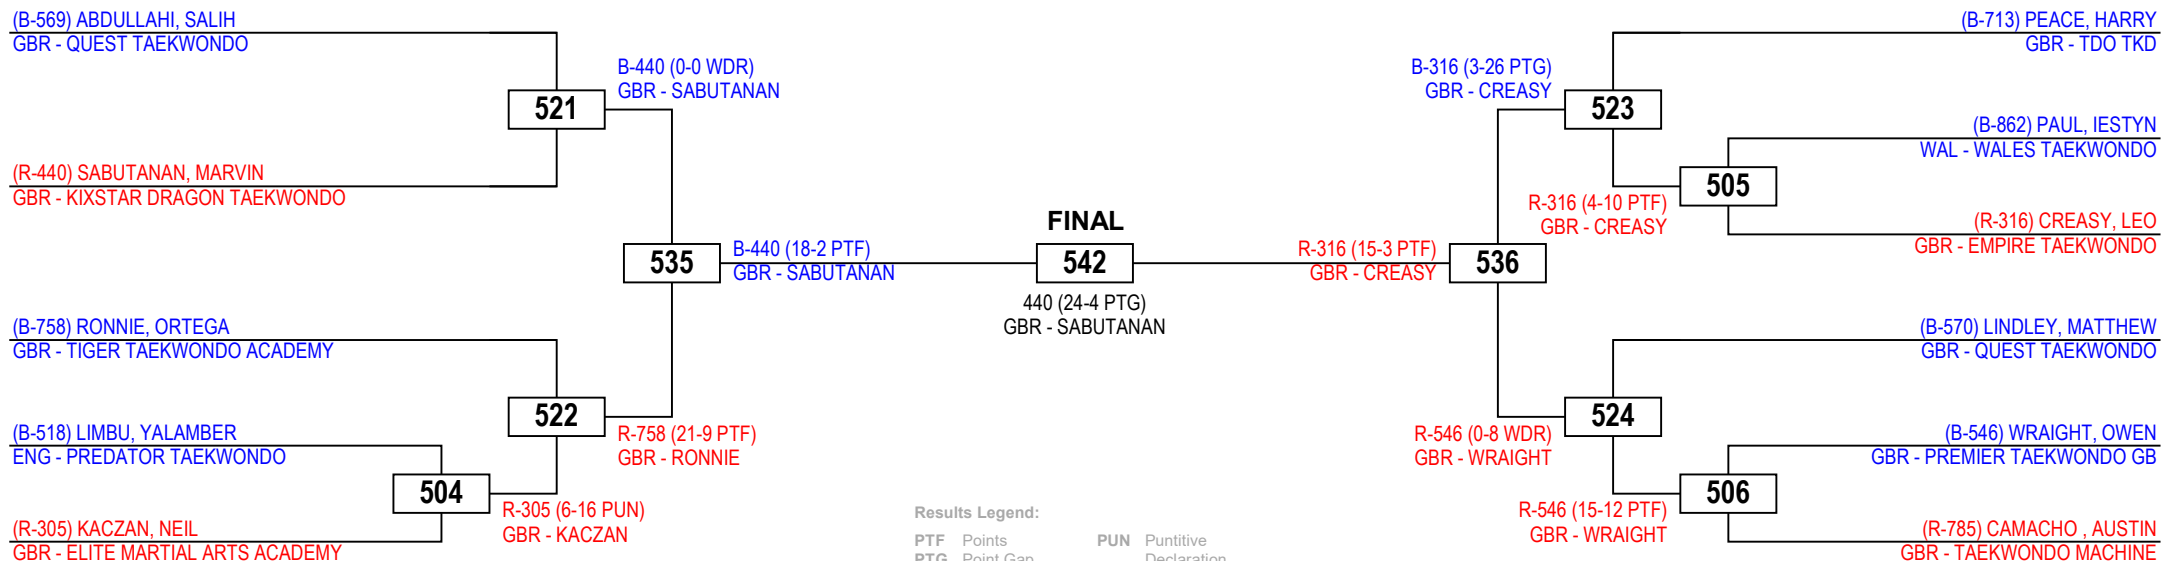 (B-569) ABDULLAHI, SALIH
GBR - QUEST TAEKWONDO
521
B-440 (0-0 WDR)
GBR - SABUTANAN
(R-440) SABUTANAN, MARVIN
GBR - KIXSTAR DRAGON TAEKWONDO
535
B-440 (18-2 PTF)
GBR - SABUTANAN
(B-758) RONNIE, ORTEGA
GBR - TIGER TAEKWONDO ACADEMY
522
R-758 (21-9 PTF)
GBR - RONNIE
(B-518) LIMBU, YALAMBER
ENG - PREDATOR TAEKWONDO
504
R-305 (6-16 PUN)
GBR - KACZAN
(R-305) KACZAN, NEIL
GBR - ELITE MARTIAL ARTS ACADEMY
FINAL
542
440 (24-4 PTG)
GBR - SABUTANAN
(B-713) PEACE, HARRY
GBR - TDO TKD
B-316 (3-26 PTG)
GBR - CREASY
523
(B-862) PAUL, IESTYN
WAL - WALES TAEKWONDO
505
R-316 (4-10 PTF)
GBR - CREASY
(R-316) CREASY, LEO
GBR - EMPIRE TAEKWONDO
R-316 (15-3 PTF)
GBR - CREASY
536
(B-570) LINDLEY, MATTHEW
GBR - QUEST TAEKWONDO
524
R-546 (0-8 WDR)
GBR - WRAIGHT
(B-546) WRAIGHT, OWEN
GBR - PREMIER TAEKWONDO GB
506
R-546 (15-12 PTF)
GBR - WRAIGHT
(R-785) CAMACHO , AUSTIN
GBR - TAEKWONDO MACHINE
Results Legend:
PTF Points PUN Puntitive
PTG Point Gap Declaration